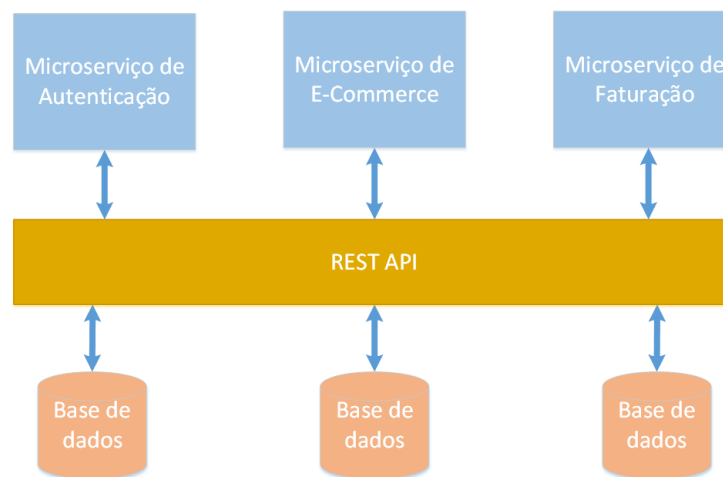 Microserviço de
Autenticação
Microserviço de
E-Commerce
Microserviço de
Faturação
REST API
Base de
dados
Base de
dados
Base de
dados